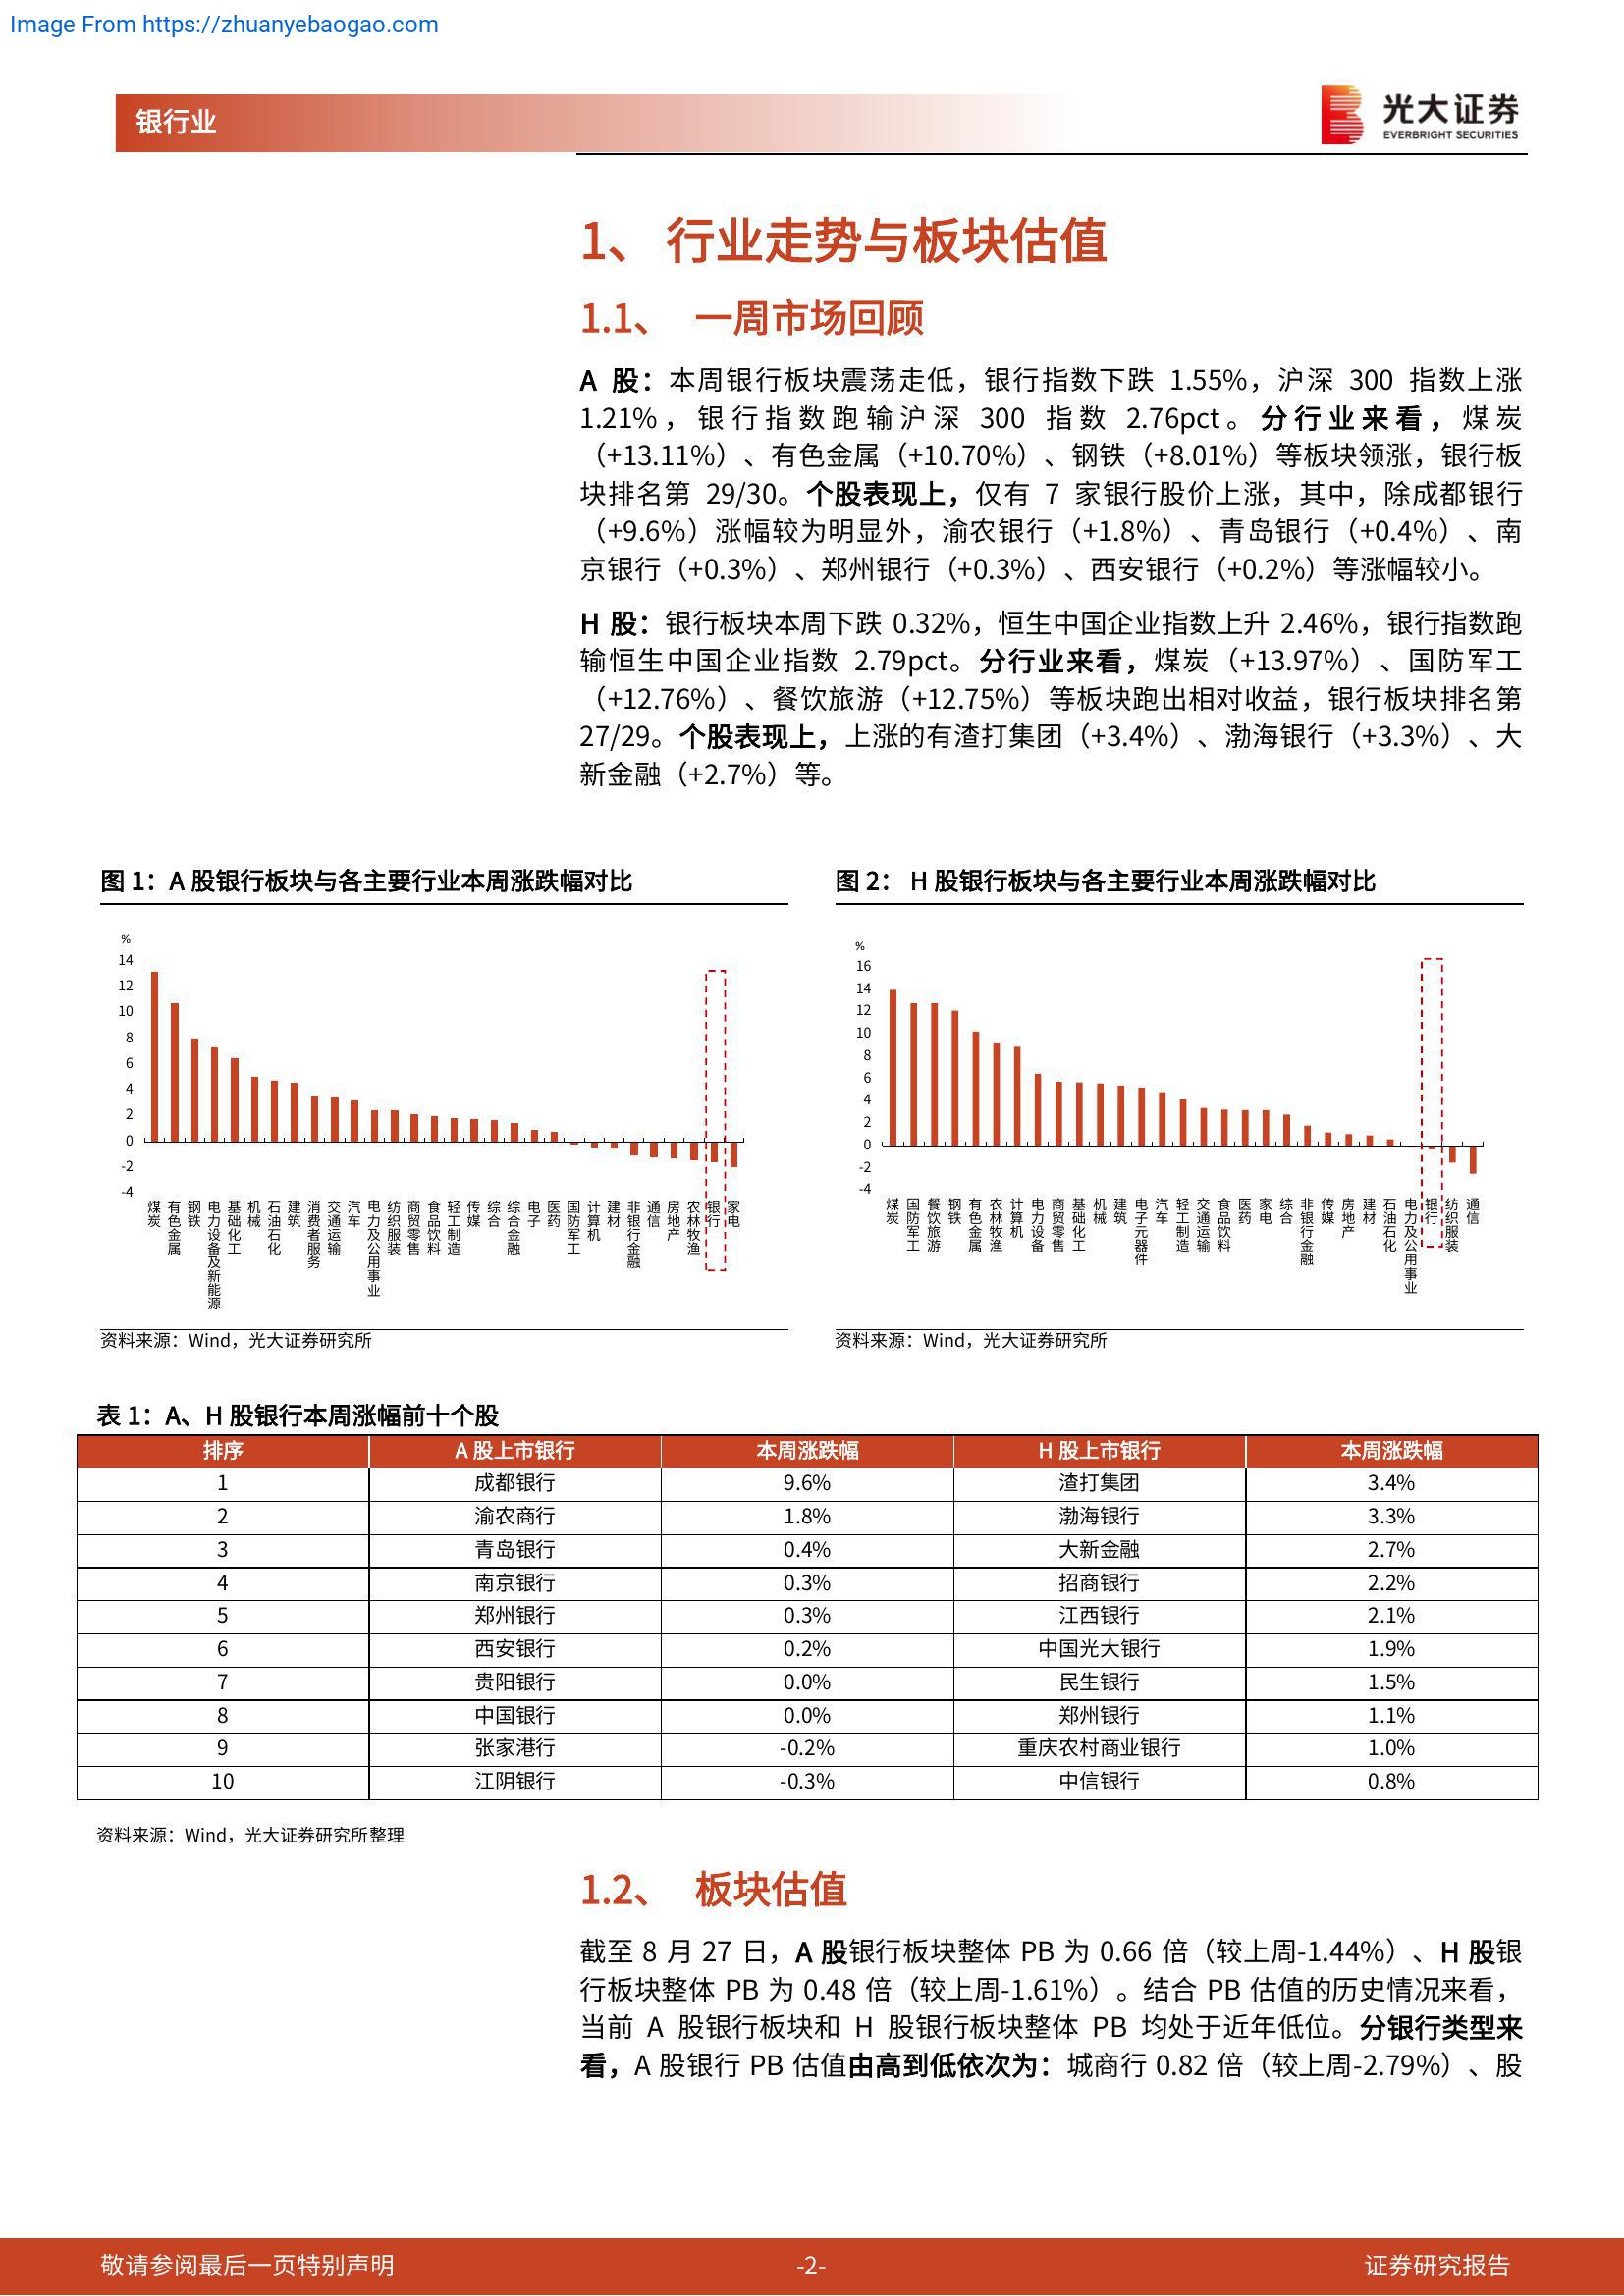 Image From https://zhuanyebaogao.com
银行业
光大证券
EVERBRIGHT SECURITIES
1、 行业走势与板块估值
1.1、 一周市场回顾
A 股：本周银行板块震荡走低，银行指数下跌 1.55%，沪深 300 指数上涨
1.21%，银行指数跑输沪深 300 指数 2.76pct。分行业来看，煤炭
（+13.11%）、有色金属（+10.70%）、钢铁（+8.01%）等板块领涨，银行板
块排名第 29/30。个股表现上，仅有 7 家银行股价上涨，其中，除成都银行
（+9.6%）涨幅较为明显外，渝农银行（+1.8%）、青岛银行（+0.4%）、南
京银行（+0.3%）、郑州银行（+0.3%）、西安银行（+0.2%）等涨幅较小。
H 股：银行板块本周下跌 0.32%，恒生中国企业指数上升 2.46%，银行指数跑
输恒生中国企业指数 2.79pct。分行业来看，煤炭（+13.97%）、国防军工
（+12.76%）、餐饮旅游（+12.75%）等板块跑出相对收益，银行板块排名第
27/29。个股表现上，上涨的有渣打集团（+3.4%）、渤海银行（+3.3%）、大
新金融（+2.7%）等。
图 1：A 股银行板块与各主要行业本周涨跌幅对比
%
14
12
10
8
6
4
2
0
-2
-4
煤炭
有色金属
钢铁
电力设备及新能源
基础化工
机械
石油石化
建筑
消费者服务
交通运输
汽车
电力及公用事业
纺织服装
商贸零售
食品饮料
轻工制造
传媒
综合
综合金融
电子
医药
国防军工
计算机
建材
非银行金融
通信
房地产
农林牧渔
银行
家电
资料来源：Wind，光大证券研究所
图 2： H 股银行板块与各主要行业本周涨跌幅对比
%
16
14
12
10
8
6
4
2
0
-2
-4
煤炭
国防军工
餐饮旅游
钢铁
有色金属
农林牧渔
计算机
电力设备
商贸零售
基础化工
机械
建筑
电子元器件
汽车
轻工制造
交通运输
食品饮料
医药
家电
综合
非银行金融
传媒
房地产
建材
石油石化
电力及公用事业
银行
纺织服装
通信
资料来源：Wind，光大证券研究所
表 1：A、H 股银行本周涨幅前十个股
排序 A 股上市银行 本周涨跌幅 H 股上市银行 本周涨跌幅
1 成都银行 9.6% 渣打集团 3.4%
2 渝农商行 1.8% 渤海银行 3.3%
3 青岛银行 0.4% 大新金融 2.7%
4 南京银行 0.3% 招商银行 2.2%
5 郑州银行 0.3% 江西银行 2.1%
6 西安银行 0.2% 中国光大银行 1.9%
7 贵阳银行 0.0% 民生银行 1.5%
8 中国银行 0.0% 郑州银行 1.1%
9 张家港行 -0.2% 重庆农村商业银行 1.0%
10 江阴银行 -0.3% 中信银行 0.8%
资料来源：Wind，光大证券研究所整理
1.2、 板块估值
截至 8 月 27 日，A 股银行板块整体 PB 为 0.66 倍（较上周-1.44%）、H 股银
行板块整体 PB 为 0.48 倍（较上周-1.61%）。结合 PB 估值的历史情况来看，
当前 A 股银行板块和 H 股银行板块整体 PB 均处于近年低位。分银行类型来
看，A 股银行 PB 估值由高到低依次为：城商行 0.82 倍（较上周-2.79%）、股
敬请参阅最后一页特别声明
-2-
证券研究报告